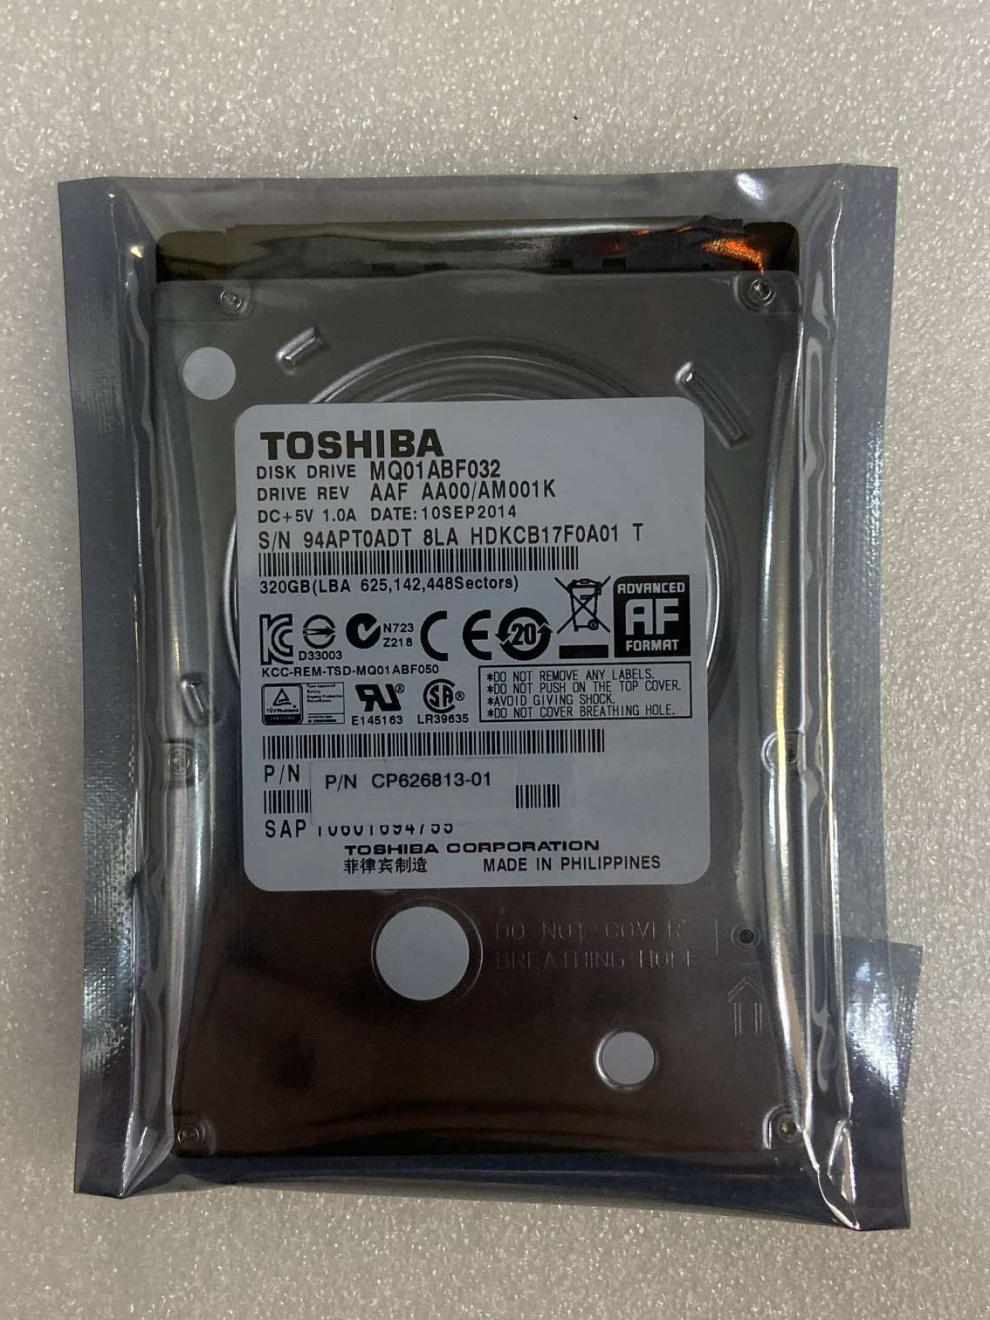 TOSHIBA
DISK DRIVE MQ01ABF032
DRIVE REV AAF AA00/AM001K
DC+5V 1.0A DATE:10SEP2014
S/N 94APT0ADT 8LA HDKCB17F0A01 T
320GB(LBA 625,142,448Sectors)
D33003
N723
Z218
20
ADVANCED
AF
FORMAT
KCC-REM-TSD-MQ01ABF050
E145163
LR39635
*DO NOT REMOVE ANY LABELS.
*DO NOT PUSH ON THE TOP COVER.
*AVOID GIVING SHOCK.
*DO NOT COVER BREATHING HOLE.
P/N
P/N CP626813-01
SAP
TOSHIBA CORPORATION
菲律宾制造 MADE IN PHILIPPINES
DO NOT COVER
BREATHING HOLE